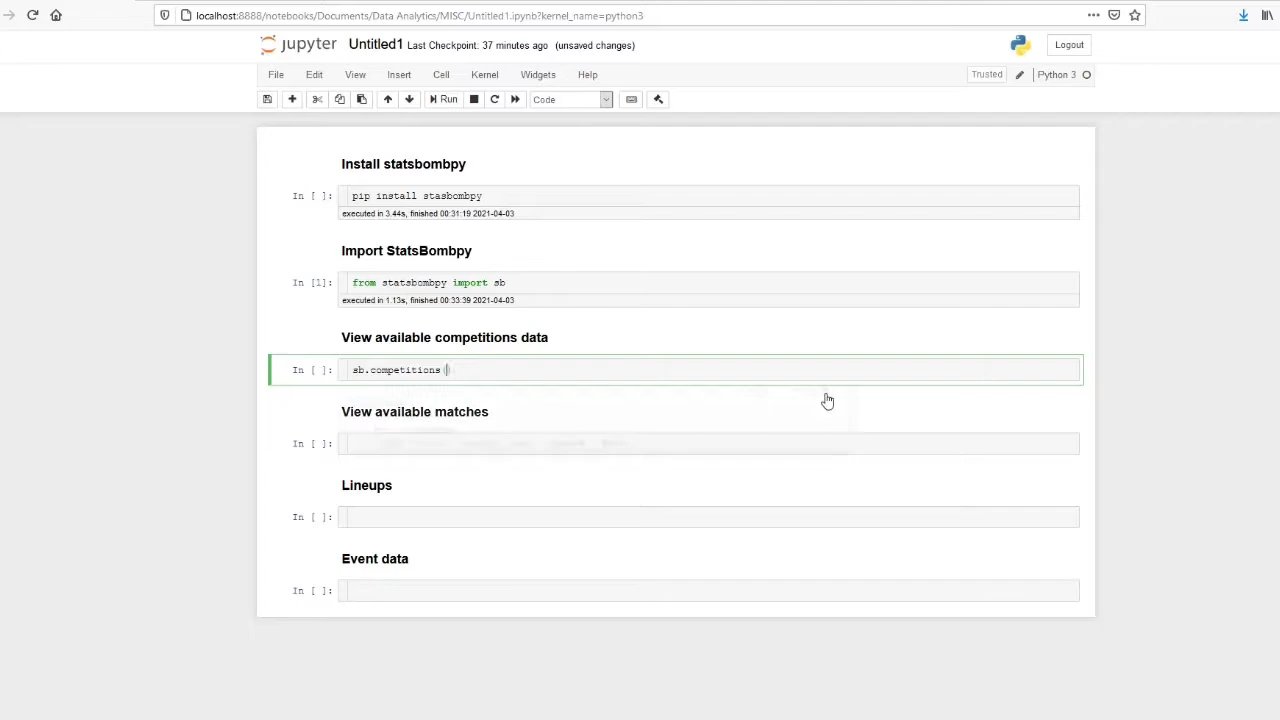 localhost:8888/notebooks/Documents/Data Analytics/MISC/Untitled1.ipynb?kernel_name=python3
jupyter Untitled1 Last Checkpoint: 37 minutes ago (unsaved changes) Logout
File Edit View Insert Cell Kernel Widgets Help Trusted Python 3
Run Code
Install statsbombpy
In [ ]: pip install stasbombpy
executed in 3.44s, finished 00:31:19 2021-04-03
Import StatsBombpy
In [1]: from statsbombpy import sb
executed in 1.13s, finished 00:33:39 2021-04-03
View available competitions data
In [ ]: sb.competitions()
View available matches
In [ ]:
Lineups
In [ ]:
Event data
In [ ]: